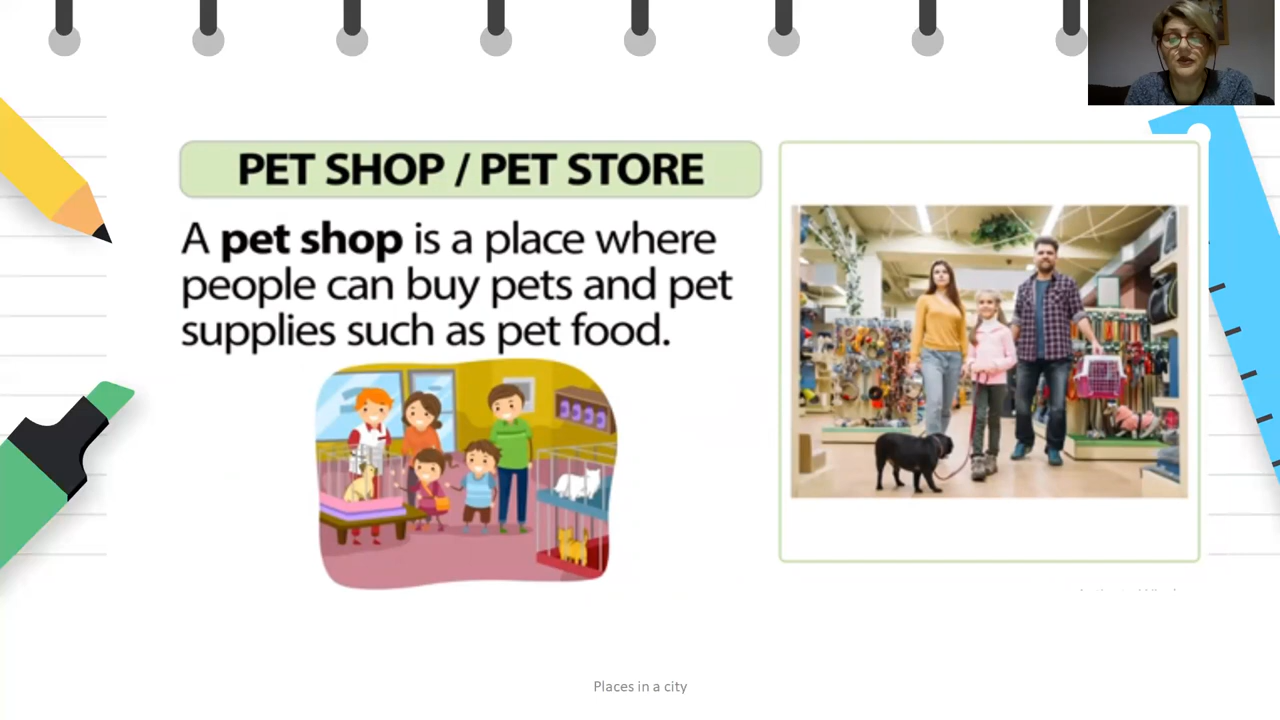 PET SHOP / PET STORE
A pet shop is a place where
people can buy pets and pet
supplies such as pet food.
Places in a city